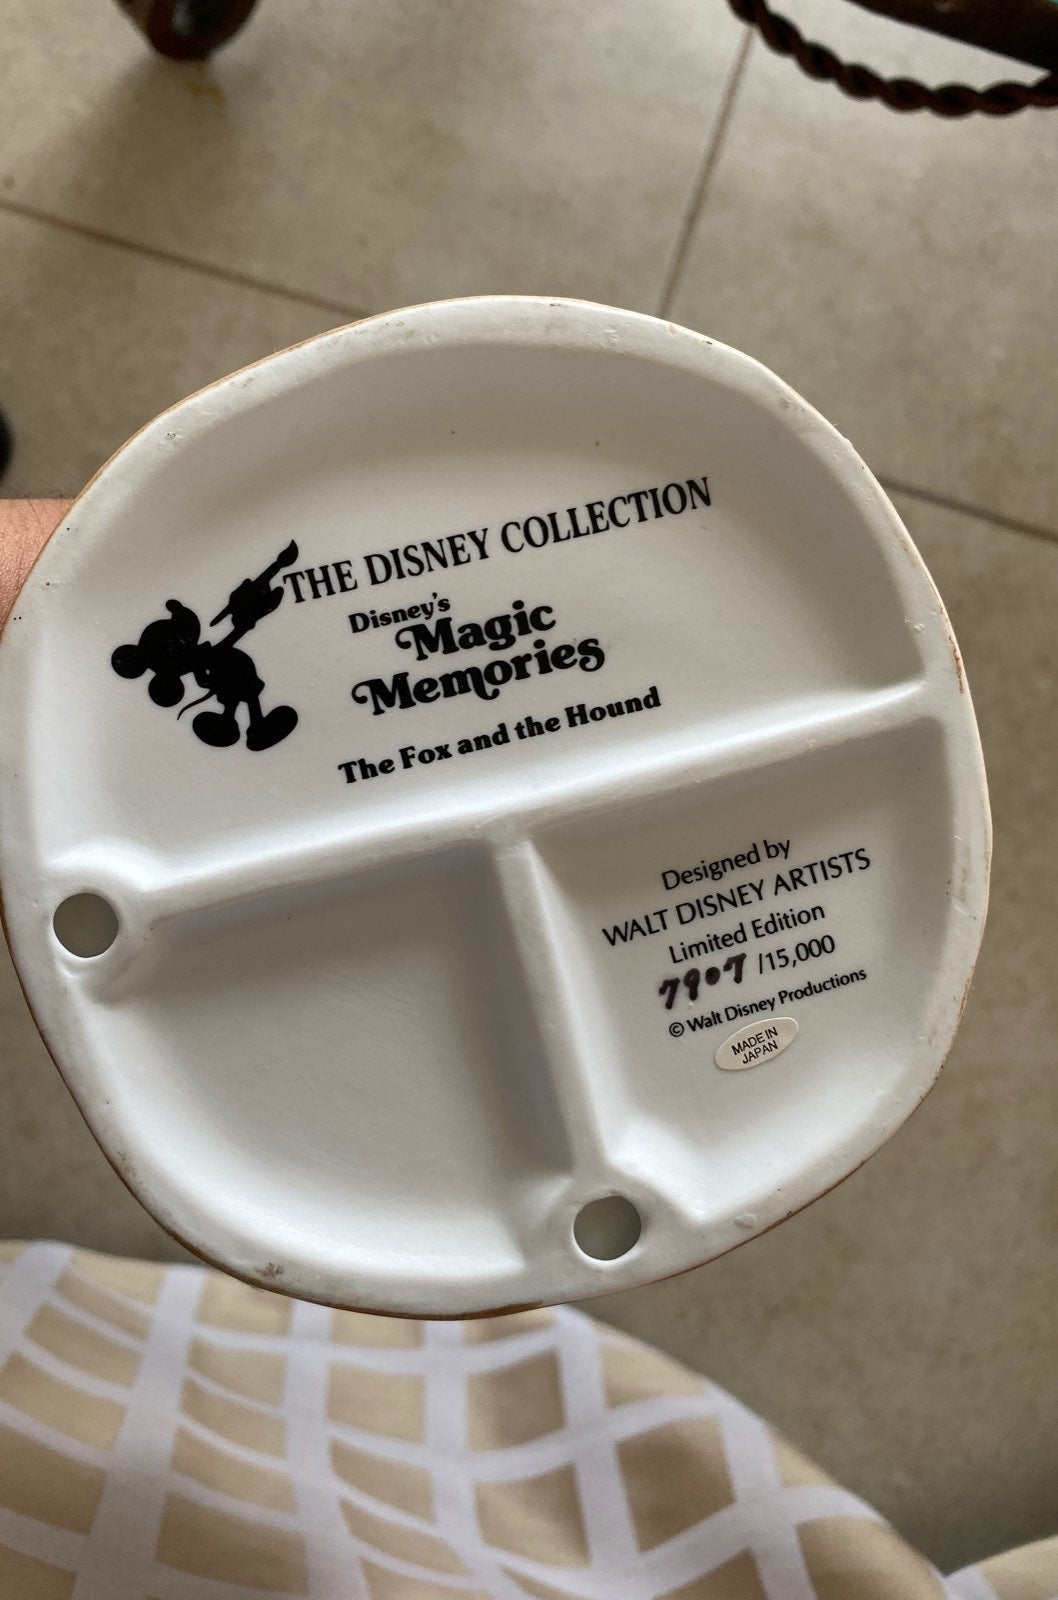 THE DISNEY COLLECTION
Disney's
Magic
Memories
The Fox and the Hound
Designed by
WALT DISNEY ARTISTS
Limited Edition
7907 /15,000
© Walt Disney Productions
MADE IN
JAPAN